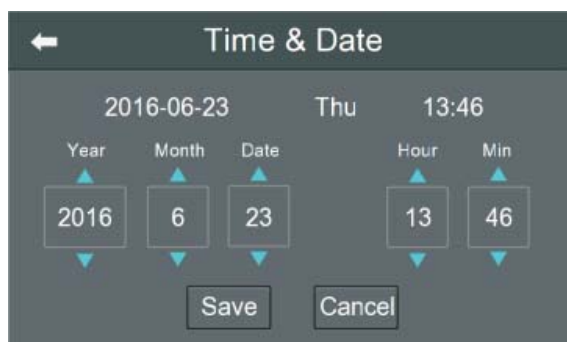 Time & Date
2016-06-23 Thu 13:46
Year Month Date Hour Min
2016 6 23 13 46
Save Cancel